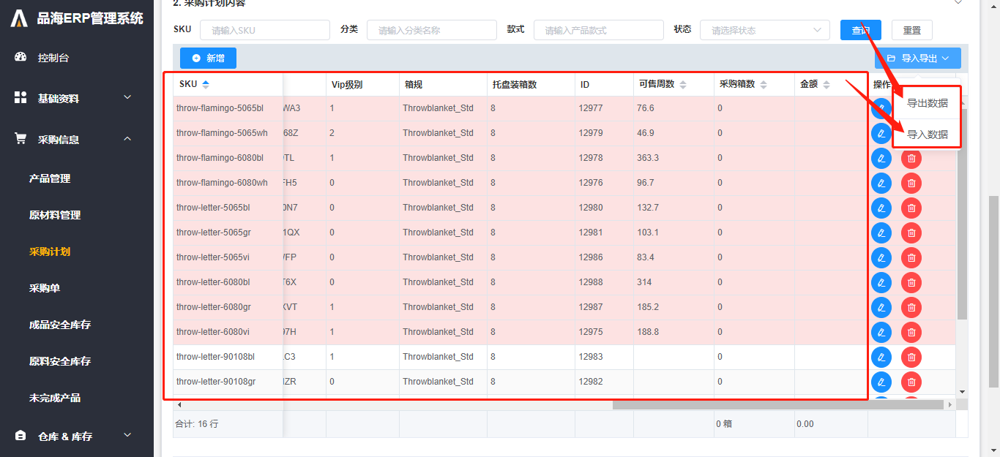 品海ERP管理系统
控制台
基础资料
采购信息
产品管理
原材料管理
采购计划
采购单
成品安全库存
原料安全库存
未完成产品
仓库 & 库存
2. 采购计划内容
SKU 请输入SKU 分类 请输入分类名称 款式 请输入产品款式 状态 请选择状态 查询 重置
新增 导入导出
SKU Vip级别 箱规 托盘装箱数 ID 可售周数 采购箱数 金额 操作
导出数据
导入数据
throw-flamingo-5065bl WA3 1 Throwblanket_Std 8 12977 76.6 0
throw-flamingo-5065wh 68Z 2 Throwblanket_Std 8 12979 46.9 0
throw-flamingo-6080bl TL 1 Throwblanket_Std 8 12978 363.3 0
throw-flamingo-6080wh FH5 0 Throwblanket_Std 8 12976 96.7 0
throw-letter-5065bl 0N7 0 Throwblanket_Std 8 12980 132.7 0
throw-letter-5065gr 1QX 0 Throwblanket_Std 8 12981 103.1 0
throw-letter-5065vi FP 0 Throwblanket_Std 8 12986 83.4 0
throw-letter-6080bl T6X 0 Throwblanket_Std 8 12988 314 0
throw-letter-6080gr XVT 1 Throwblanket_Std 8 12987 185.2 0
throw-letter-6080vi 97H 1 Throwblanket_Std 8 12975 188.8 0
throw-letter-90108bl C3 1 Throwblanket_Std 8 12983 0
throw-letter-90108gr ZR 0 Throwblanket_Std 8 12982 0
合计: 16 行 0 箱 0.00